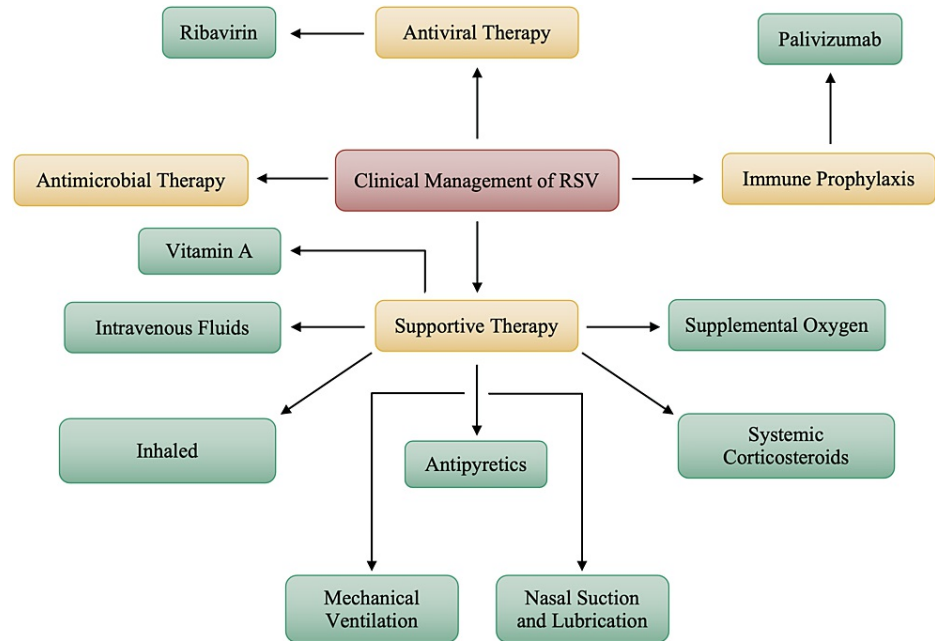 Ribavirin
Antiviral Therapy
Palivizumab
Antimicrobial Therapy
Clinical Management of RSV
Immune Prophylaxis
Vitamin A
Intravenous Fluids
Supportive Therapy
Supplemental Oxygen
Inhaled
Antipyretics
Systemic
Corticosteroids
Mechanical
Ventilation
Nasal Suction
and Lubrication